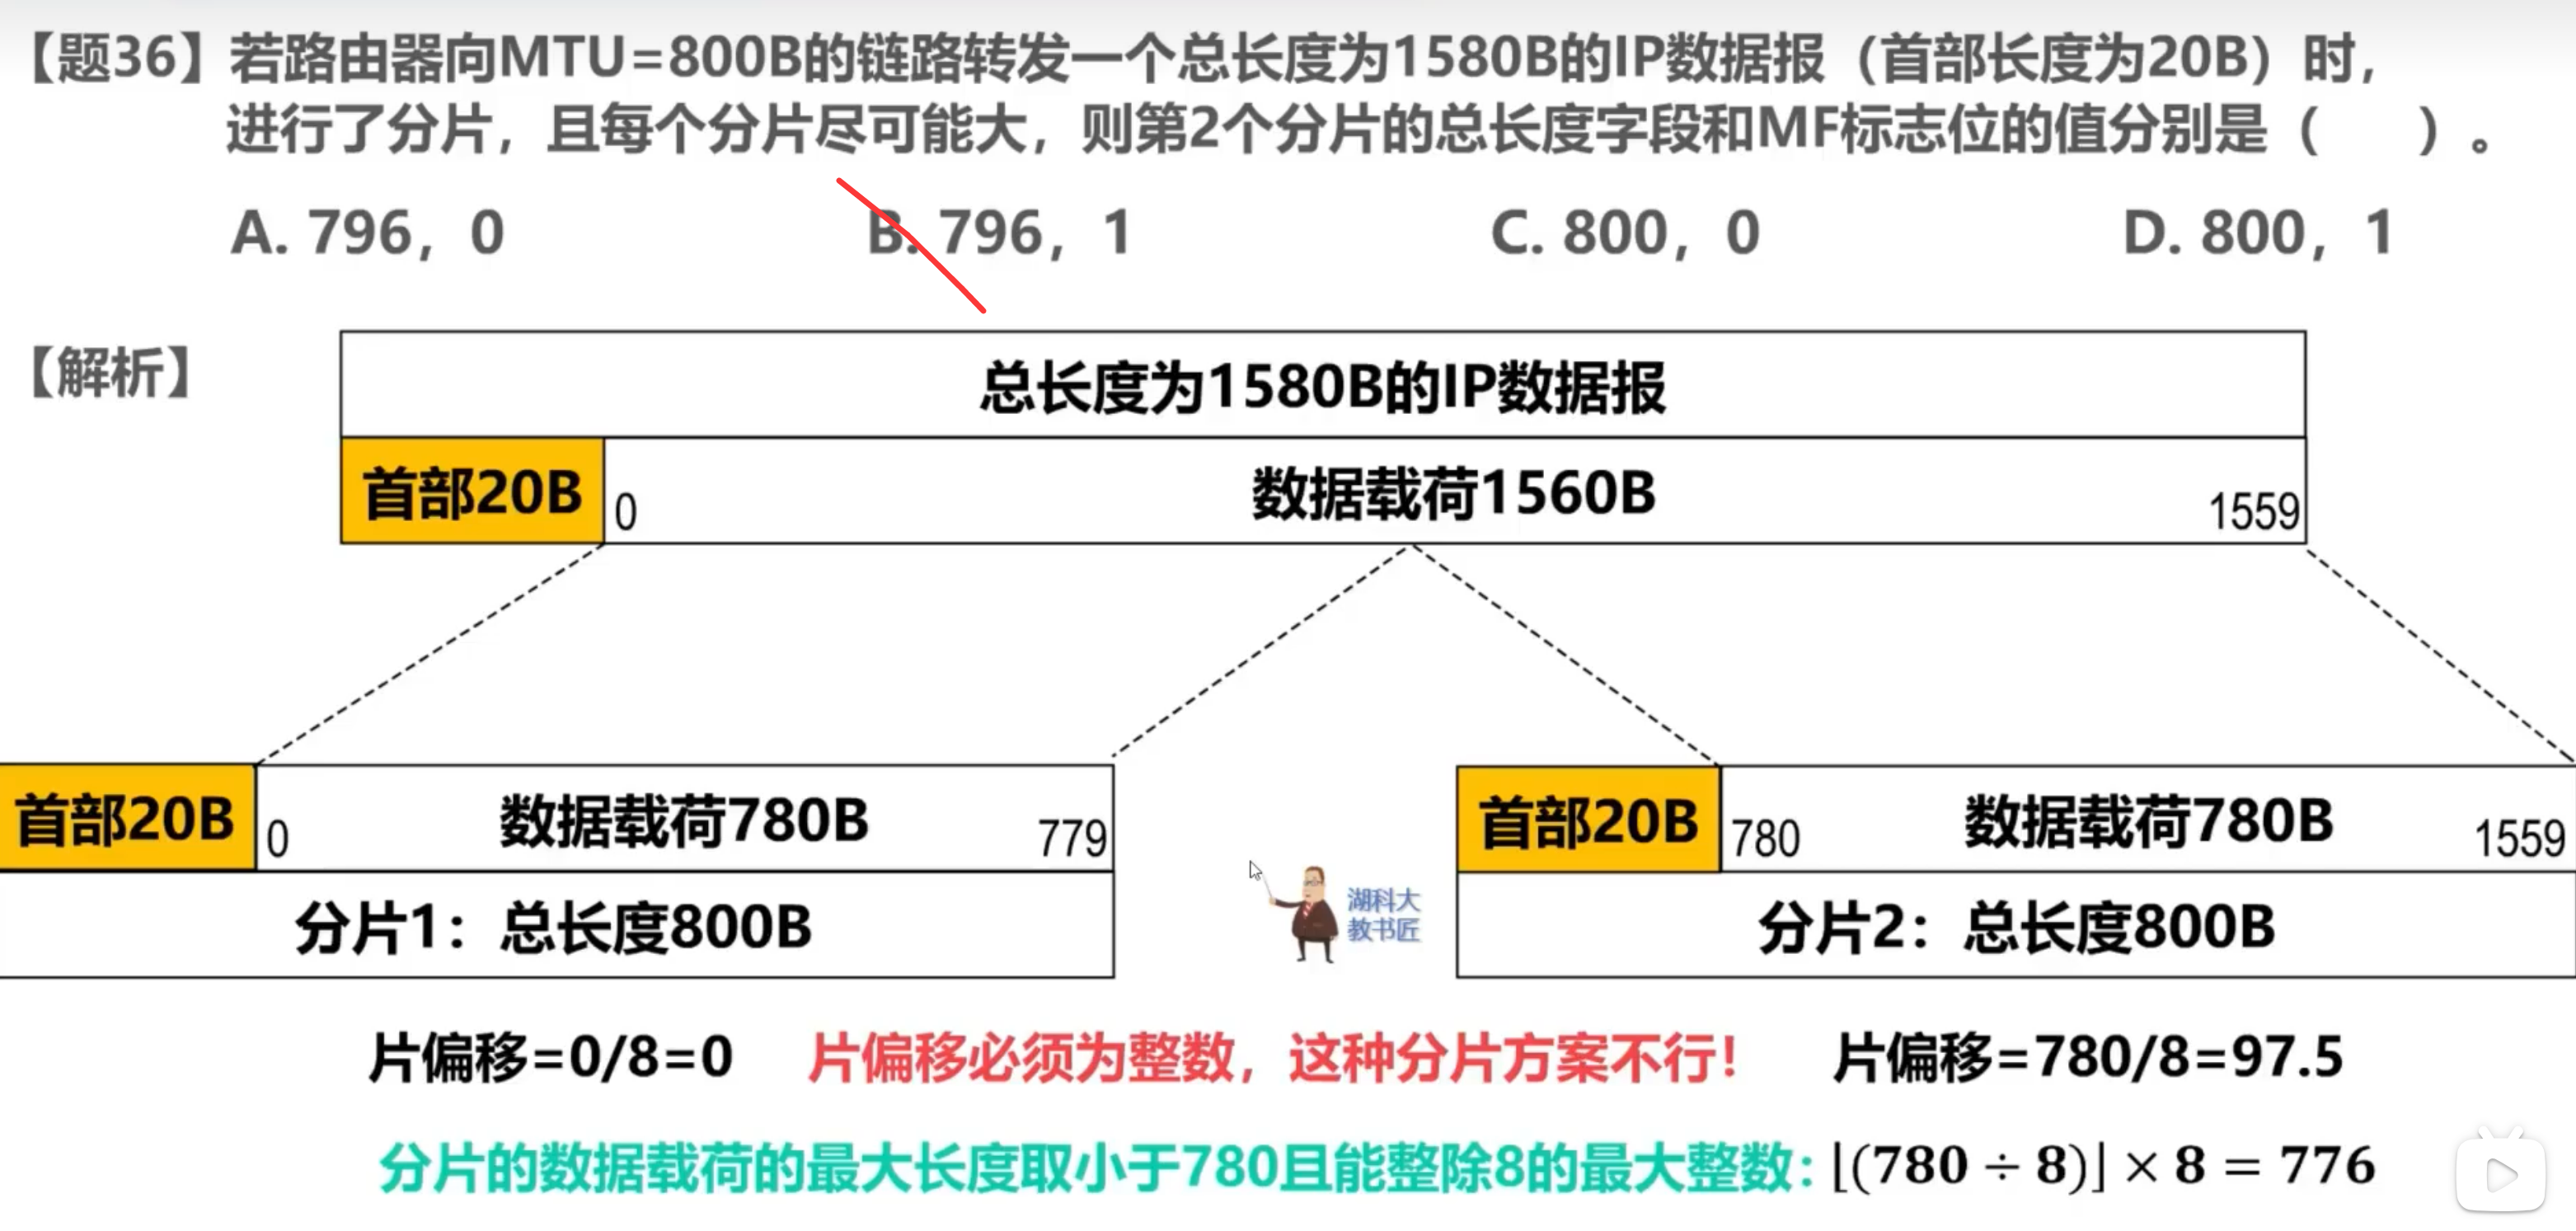 【题36】若路由器向MTU=800B的链路转发一个总长度为1580B的IP数据报（首部长度为20B）时，
进行了分片，且每个分片尽可能大，则第2个分片的总长度字段和MF标志位的值分别是（　　）。
A. 796，0　B. 796，1　C. 800，0　D. 800，1
【解析】
总长度为1580B的IP数据报
首部20B 0 数据载荷1560B 1559
首部20B 0 数据载荷780B 779
首部20B 780 数据载荷780B 1559
分片1：总长度800B
湖科大
教书匠
分片2：总长度800B
片偏移=0/8=0　片偏移必须为整数，这种分片方案不行！　片偏移=780/8=97.5
分片的数据载荷的最大长度取小于780且能整除8的最大整数：⌊(780 ÷ 8)⌋ × 8 = 776